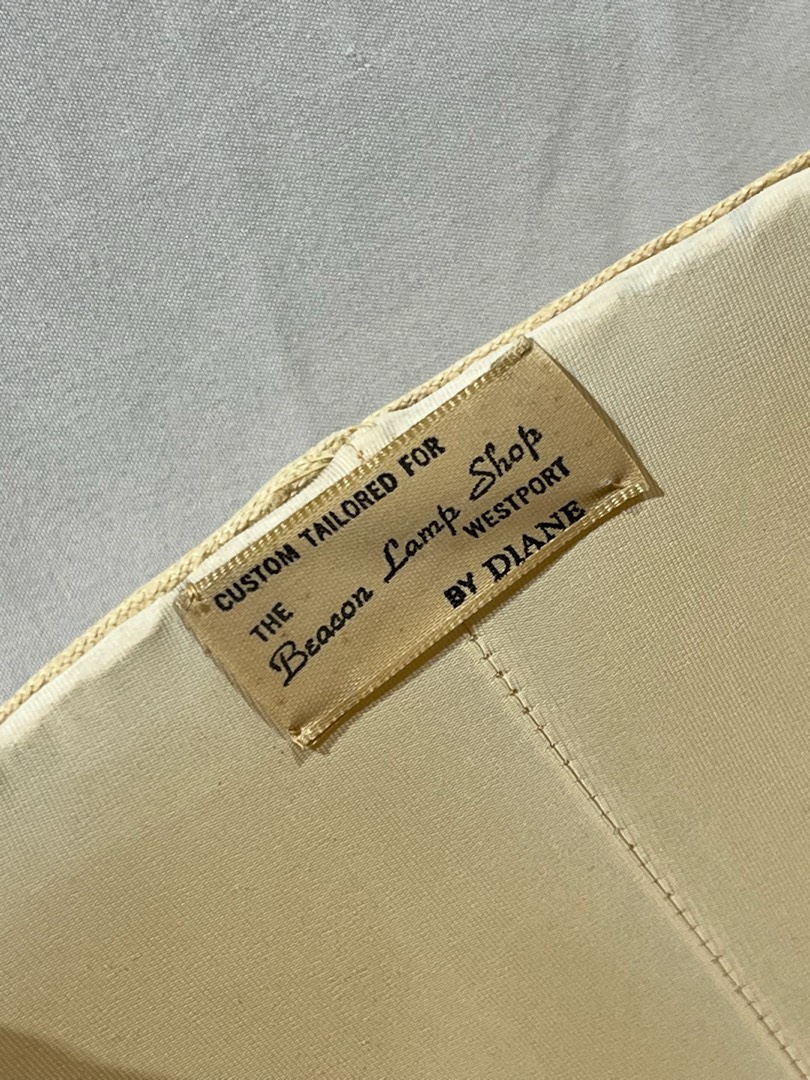 CUSTOM TAILORED FOR
THE
Beacon Lamp Shop
WESTPORT
BY DIANE